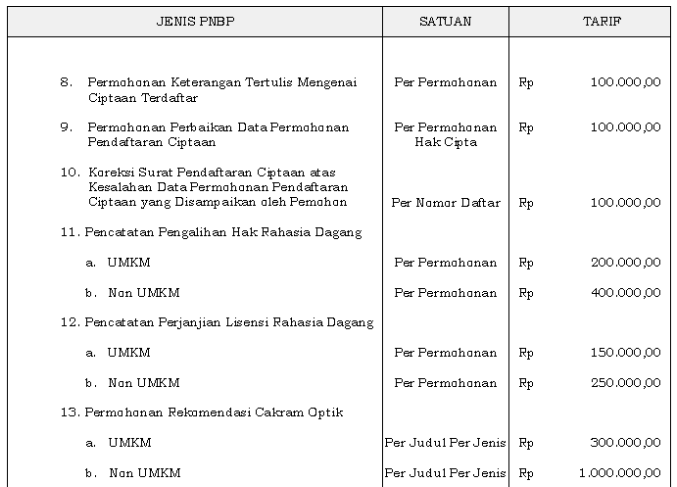 JENIS PNBP SATUAN TARIF
8. Permohonan Keterangan Tertulis Mengenai Per Permohonan Rp 100.000,00
Ciptaan Terdaftar
9. Permohonan Perbaikan Data Permohonan Per Permohonan Rp 100.000,00
Pendaftaran Ciptaan Hak Cipta
10. Koreksi Surat Pendaftaran Ciptaan atas
Kesalahan Data Permohonan Pendaftaran
Ciptaan yang Disampaikan oleh Pemohon Per Nomor Daftar Rp 100.000,00
11. Pencatatan Pengalihan Hak Rahasia Dagang
a. UMKM Per Permohonan Rp 200.000,00
b. Non UMKM Per Permohonan Rp 400.000,00
12. Pencatatan Perjanjian Lisensi Rahasia Dagang
a. UMKM Per Permohonan Rp 150.000,00
b. Non UMKM Per Permohonan Rp 250.000,00
13. Permohonan Rekomendasi Cakram Optik
a. UMKM Per Judul Per Jenis Rp 300.000,00
b. Non UMKM Per Judul Per Jenis Rp 1.000.000,00